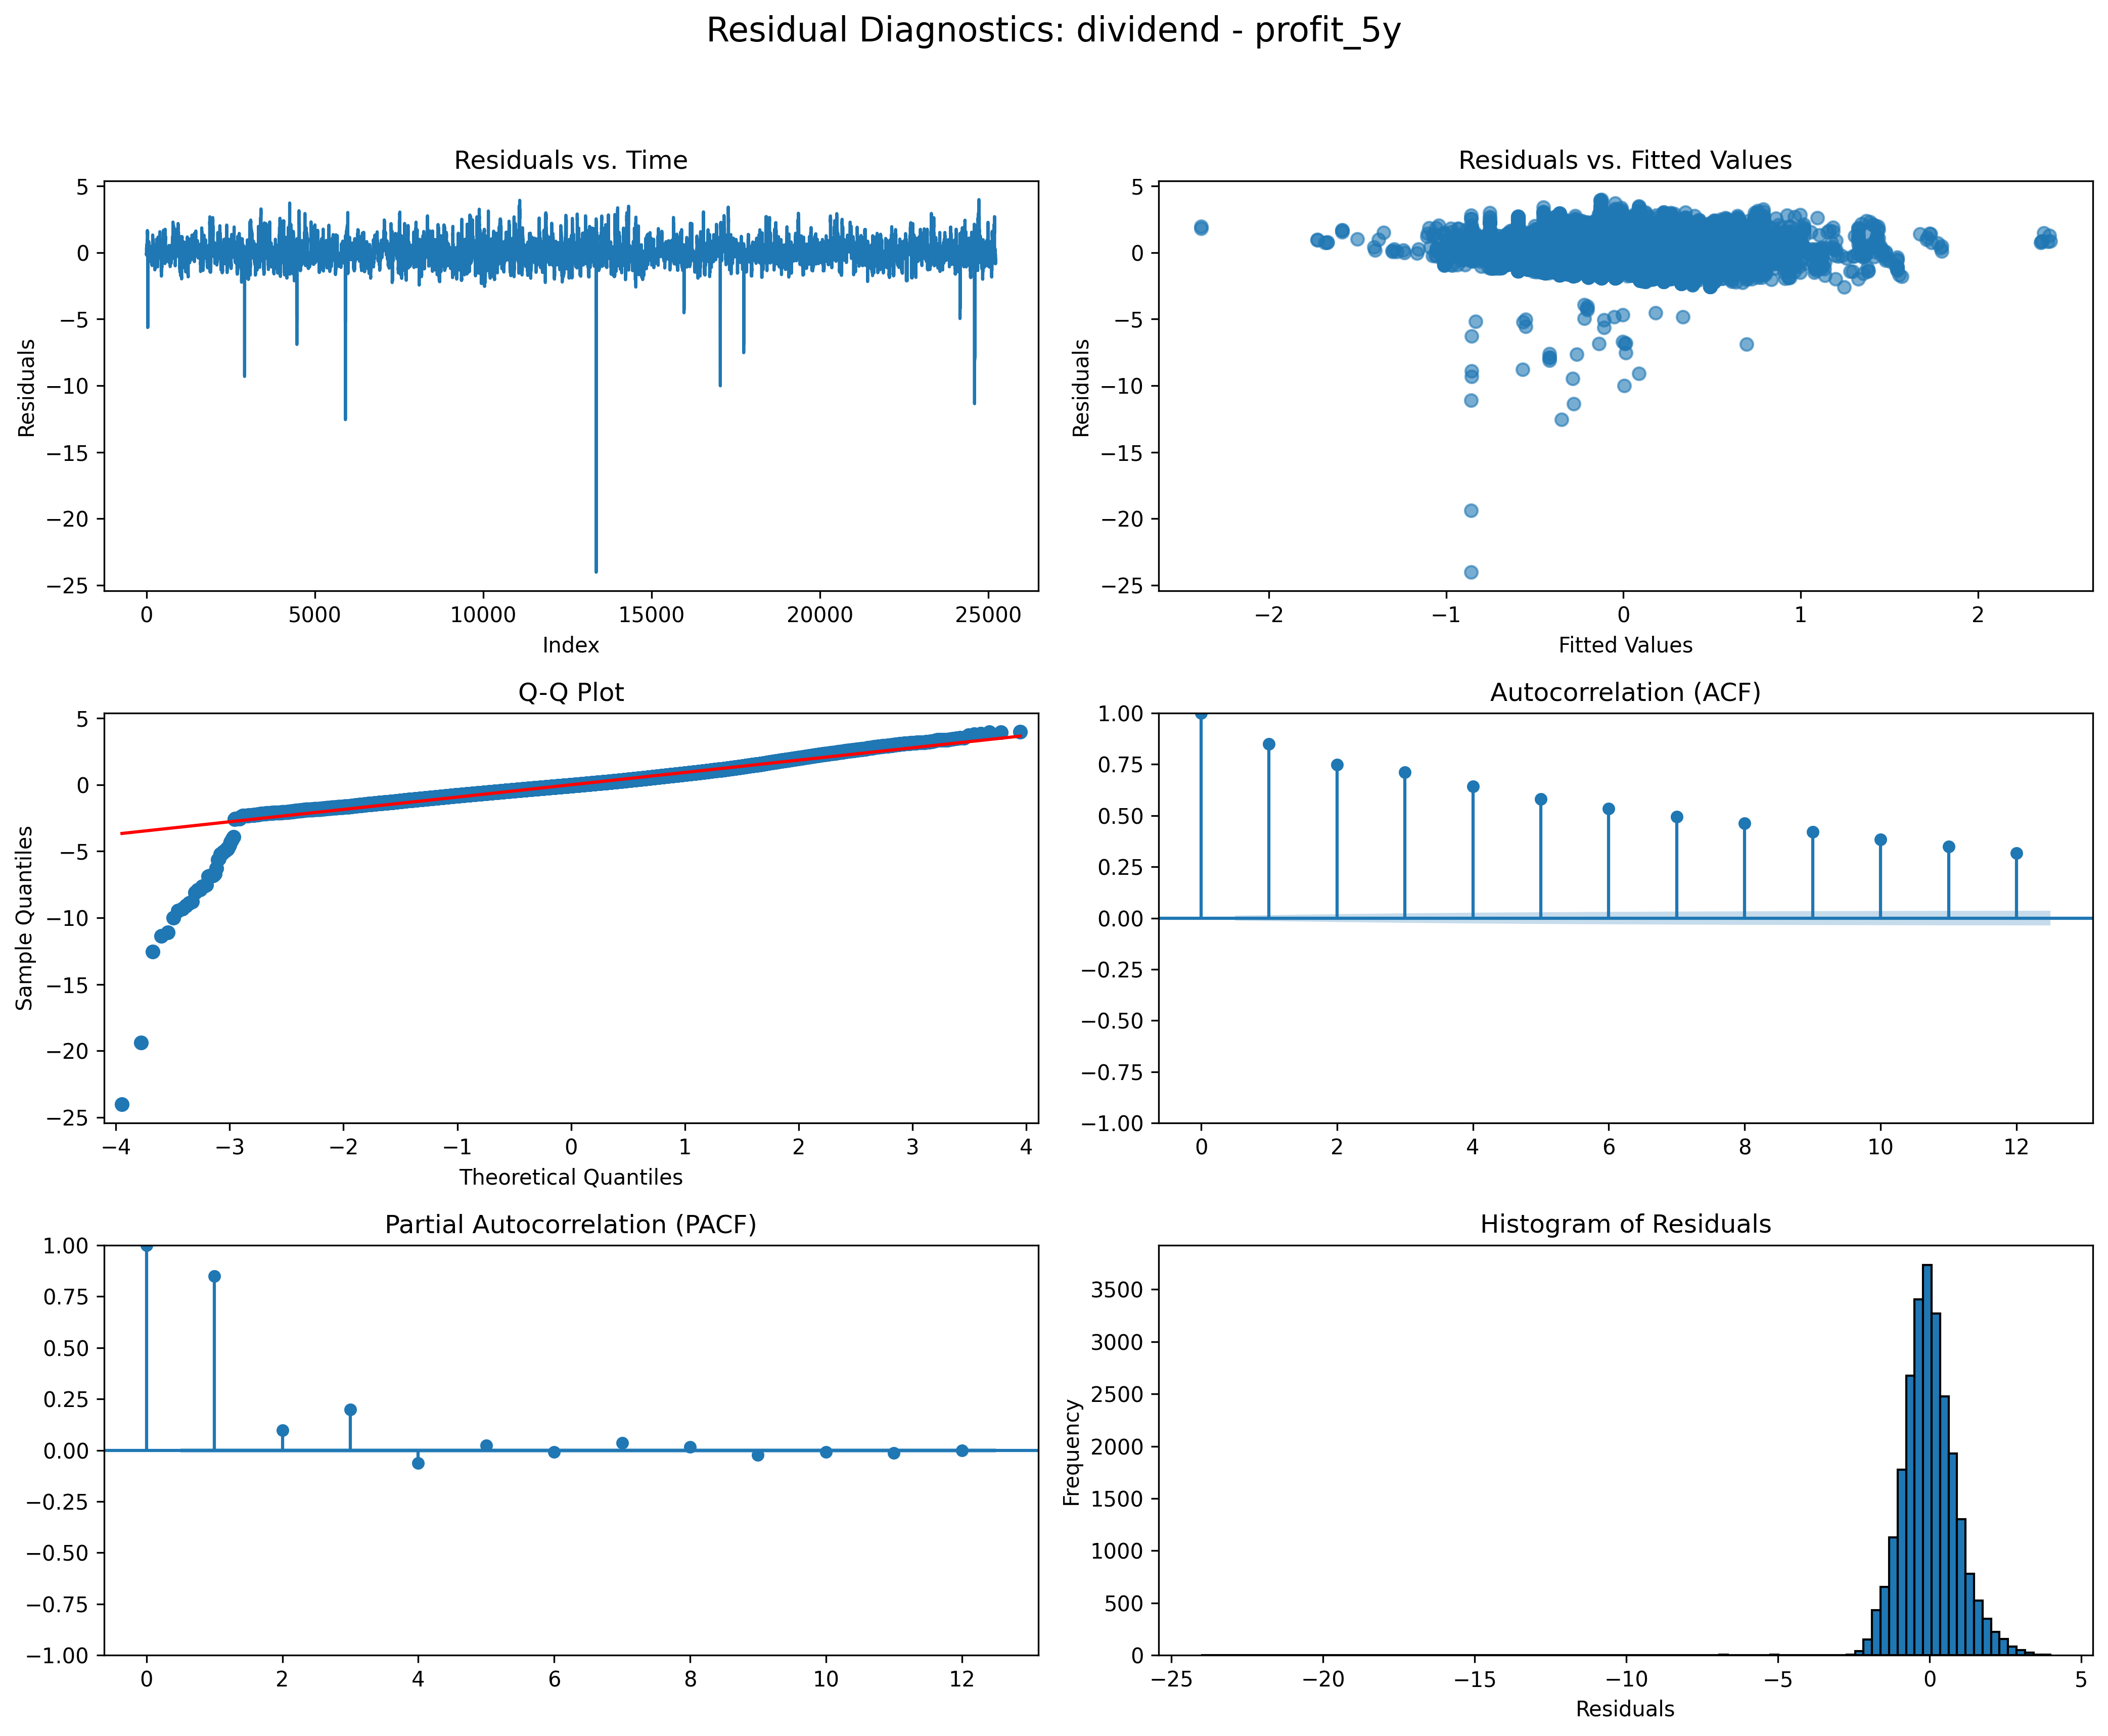 Residual Diagnostics: dividend - profit_5y
Residuals vs. Time
5
0
−5
−10
−15
−20
−25
Residuals
0 5000 10000 15000 20000 25000
Index
Residuals vs. Fitted Values
5
0
−5
−10
−15
−20
−25
Residuals
−2 −1 0 1 2
Fitted Values
Q-Q Plot
5
0
−5
−10
−15
−20
−25
Sample Quantiles
−4 −3 −2 −1 0 1 2 3 4
Theoretical Quantiles
Autocorrelation (ACF)
1.00
0.75
0.50
0.25
0.00
−0.25
−0.50
−0.75
−1.00
0 2 4 6 8 10 12
Partial Autocorrelation (PACF)
1.00
0.75
0.50
0.25
0.00
−0.25
−0.50
−0.75
−1.00
0 2 4 6 8 10 12
Histogram of Residuals
3500
3000
2500
2000
1500
1000
500
0
Frequency
−25 −20 −15 −10 −5 0 5
Residuals